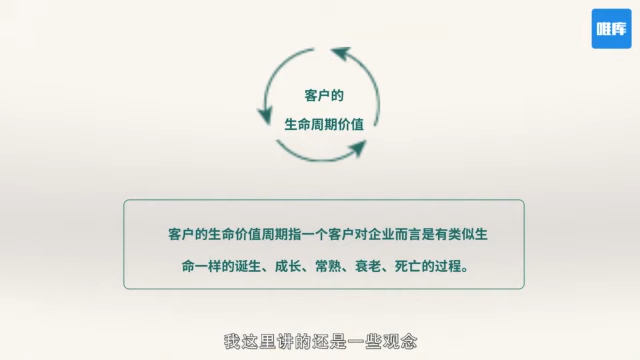 唯库
客户的
生命周期价值
客户的生命价值周期指一个客户对企业而言是有类似生
命一样的诞生、成长、常熟、衰老、死亡的过程。
我这里讲的还是一些观念